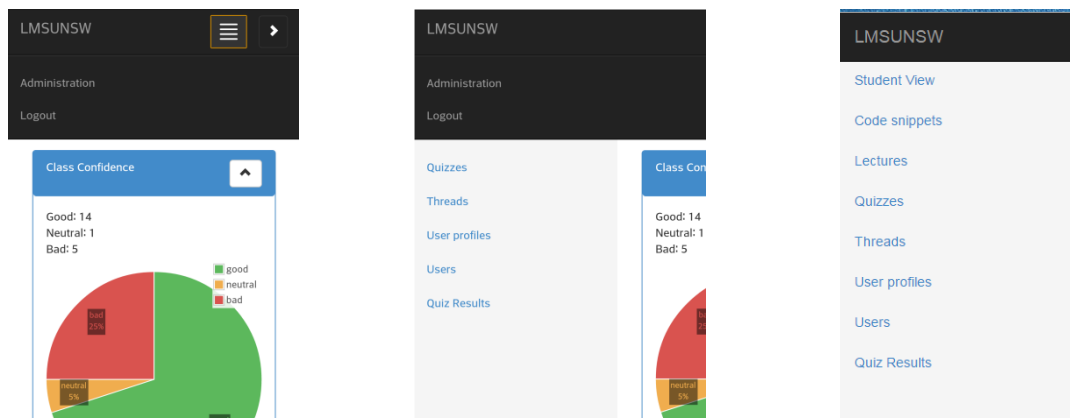 LMSUNSW
Administration
Logout
Class Confidence
Good: 14
Neutral: 1
Bad: 5
good
neutral
bad
bad
25%
neutral
5%
LMSUNSW
Administration
Logout
Quizzes
Threads
User profiles
Users
Quiz Results
Class Con
Good: 14
Neutral: 1
Bad: 5
neutral
5%
LMSUNSW
Student View
Code snippets
Lectures
Quizzes
Threads
User profiles
Users
Quiz Results